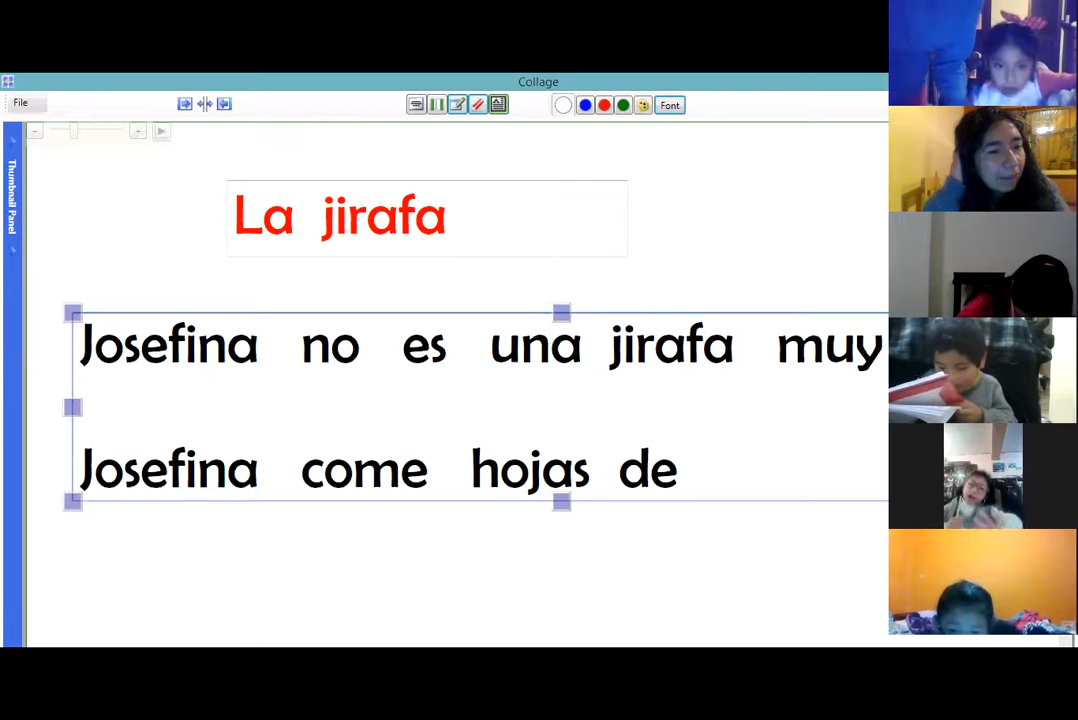 Collage
File
Font
Thumbnail Panel
La jirafa
Josefina no es una jirafa muy
Josefina come hojas de